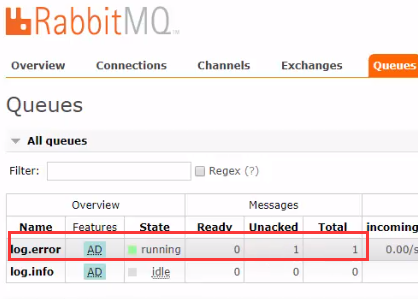 RabbitMQ
Overview Connections Channels Exchanges Queues
Queues
All queues
Filter: Regex (?)
Overview Messages
Name Features State Ready Unacked Total incoming
log.error AD running 0 1 1 0.00/s
log.info AD idle 0 0 0